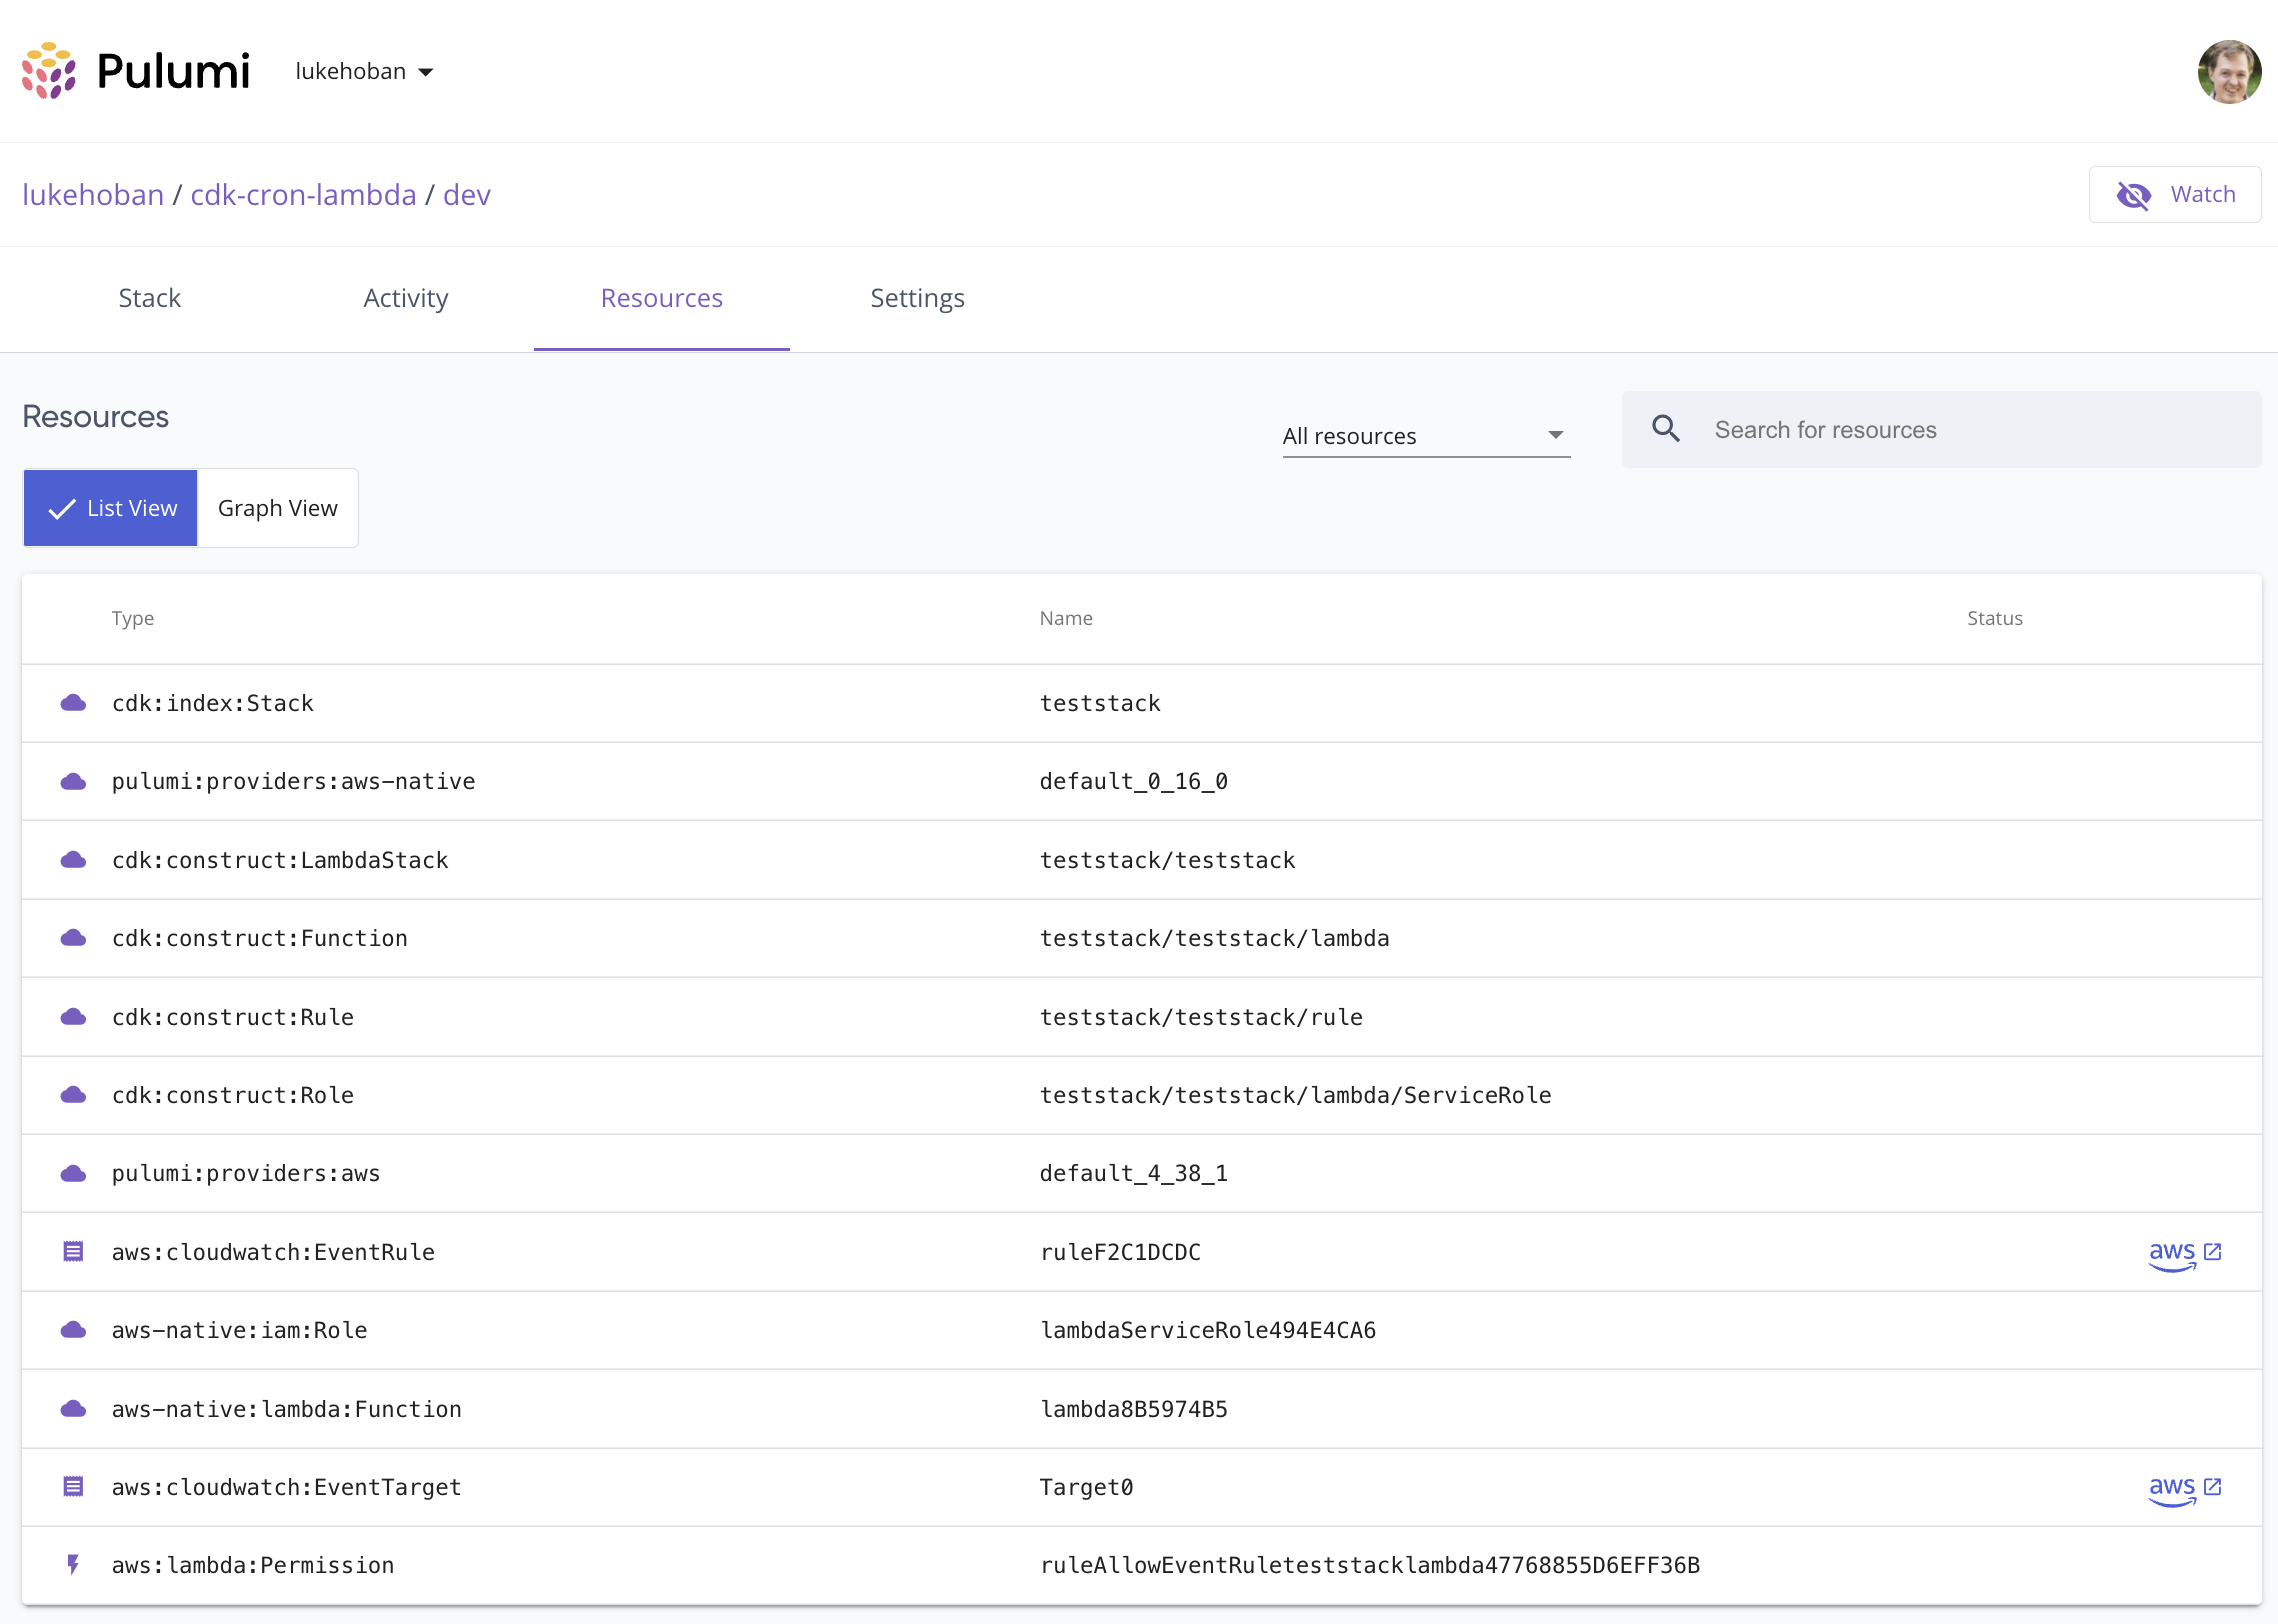 Pulumi lukehoban
lukehoban / cdk-cron-lambda / dev
Watch
Stack Activity Resources Settings
Resources
All resources
Search for resources
List View Graph View
Type Name Status
cdk:index:Stack teststack
pulumi:providers:aws-native default_0_16_0
cdk:construct:LambdaStack teststack/teststack
cdk:construct:Function teststack/teststack/lambda
cdk:construct:Rule teststack/teststack/rule
cdk:construct:Role teststack/teststack/lambda/ServiceRole
pulumi:providers:aws default_4_38_1
aws:cloudwatch:EventRule ruleF2C1DCDC aws
aws-native:iam:Role lambdaServiceRole494E4CA6
aws-native:lambda:Function lambda8B5974B5
aws:cloudwatch:EventTarget Target0 aws
aws:lambda:Permission ruleAllowEventRuleteststacklambda47768855D6EFF36B